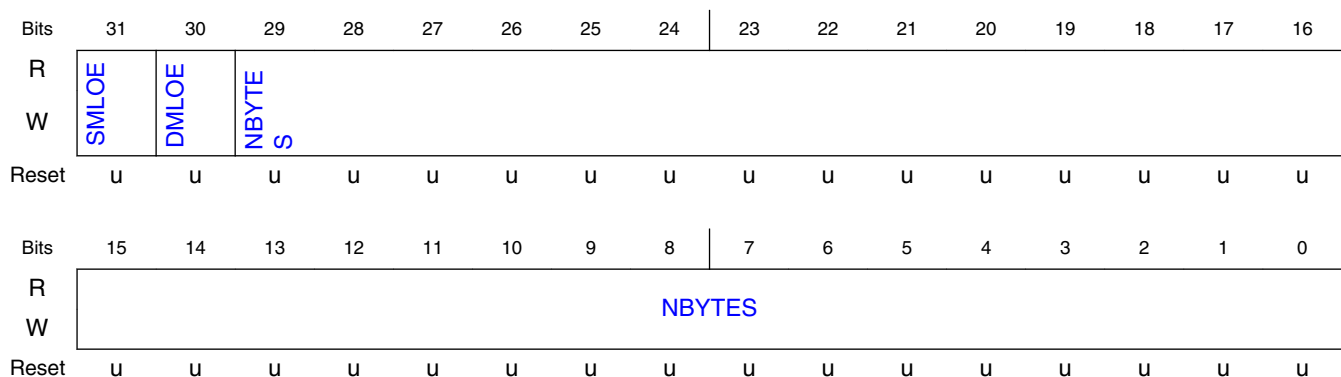 Bits 31 30 29 28 27 26 25 24 23 22 21 20 19 18 17 16
R
W
SMLOE
DMLOE
NBYTE
S
Reset u u u u u u u u u u u u u u u u
Bits 15 14 13 12 11 10 9 8 7 6 5 4 3 2 1 0
R
NBYTES
W
Reset u u u u u u u u u u u u u u u u